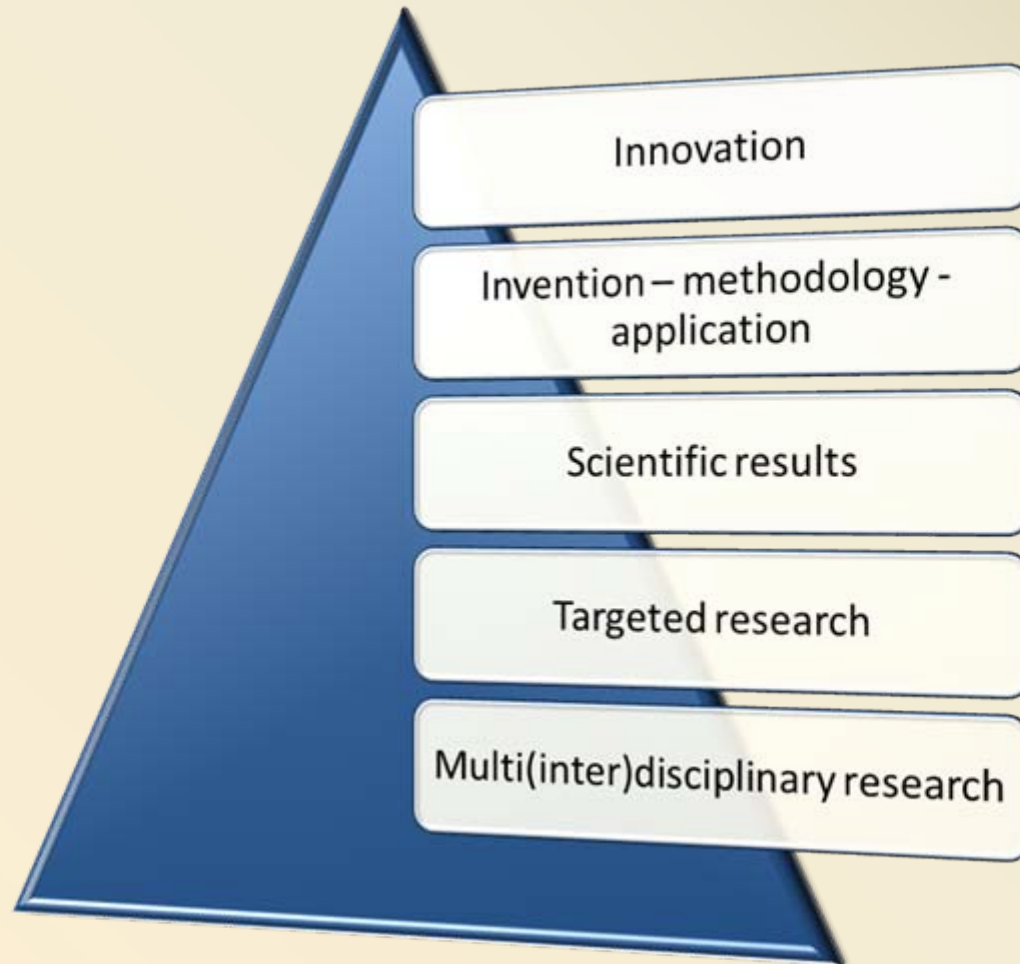 Innovation
Invention – methodology -
application
Scientific results
Targeted research
Multi(inter)disciplinary research